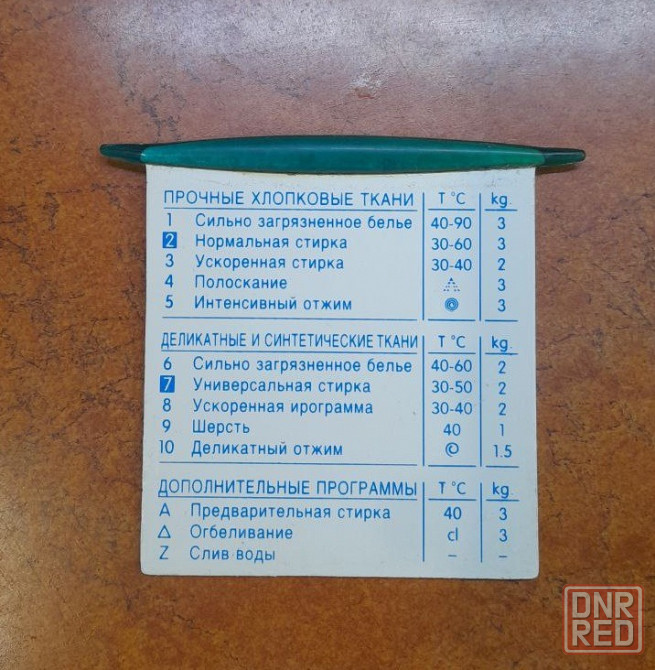 ПРОЧНЫЕ ХЛОПКОВЫЕ ТКАНИ T °C kg.
1 Сильно загрязненное белье 40-90 3
2 Нормальная стирка 30-60 3
3 Ускоренная стирка 30-40 2
4 Полоскание 3
5 Интенсивный отжим 3
ДЕЛИКАТНЫЕ И СИНТЕТИЧЕСКИЕ ТКАНИ T °C kg.
6 Сильно загрязненное белье 40-60 2
7 Универсальная стирка 30-50 2
8 Ускоренная ирограмма 30-40 2
9 Шерсть 40 1
10 Деликатный отжим 1.5
ДОПОЛНИТЕЛЬНЫЕ ПРОГРАММЫ T °C kg.
A Предварительная стирка 40 3
△ Отбеливание cl 3
Z Слив воды – –
DNR
RED